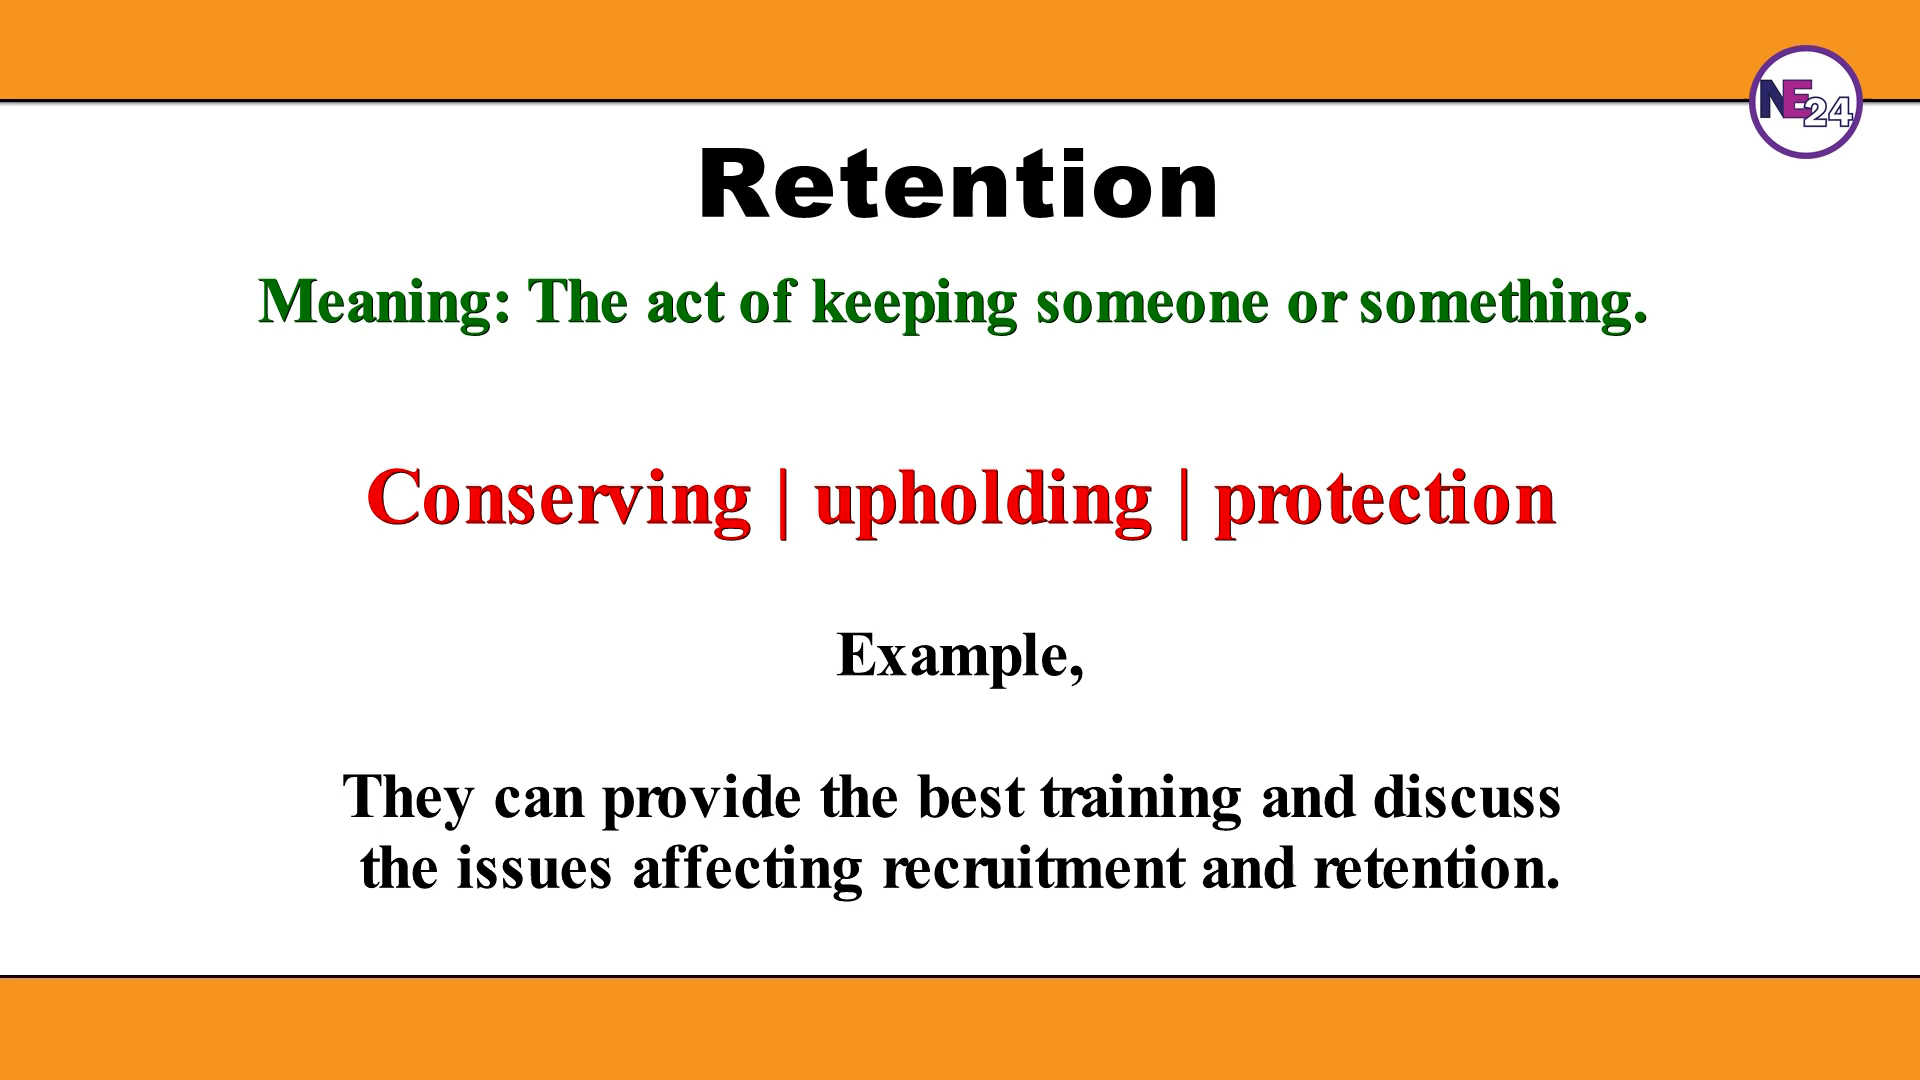 NE24
Retention
Meaning: The act of keeping someone or something.
Conserving | upholding | protection
Example,
They can provide the best training and discuss
the issues affecting recruitment and retention.